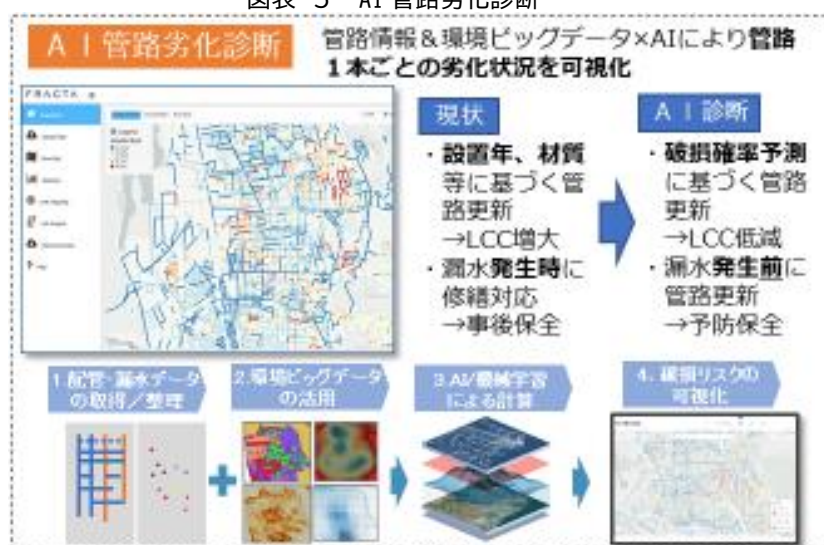 図表 5 AI 管路劣化診断
ＡＩ管路劣化診断
管路情報＆環境ビッグデータ×AIにより管路
１本ごとの劣化状況を可視化
FRACTA
現状
・設置年、材質
等に基づく管
路更新
→LCC増大
・漏水発生時に
修繕対応
→事後保全
ＡＩ診断
・破損確率予測
に基づく管路
更新
→LCC低減
・漏水発生前に
管路更新
→予防保全
1.配管・漏水データ
の取得／整理
2.環境ビッグデータ
の活用
3.AI/機械学習
による計算
4. 破損リスクの
可視化